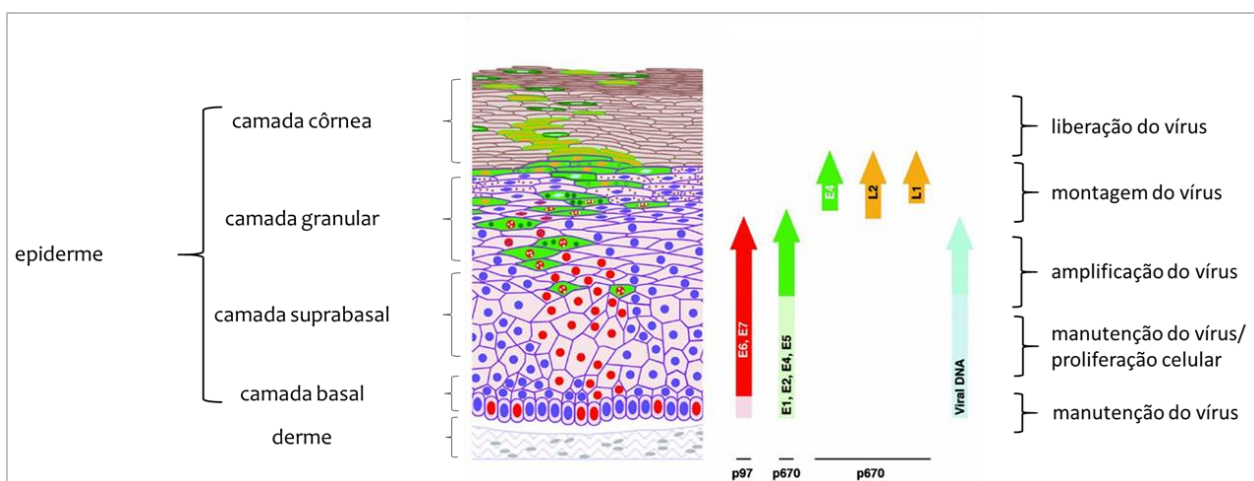 epiderme
camada côrnea
camada granular
camada suprabasal
camada basal
derme
E6, E7
E1, E2, E4, E5
E4
L2
L1
Viral DNA
p97
p670
p670
liberação do vírus
montagem do vírus
amplificação do vírus
manutenção do vírus/
proliferação celular
manutenção do vírus